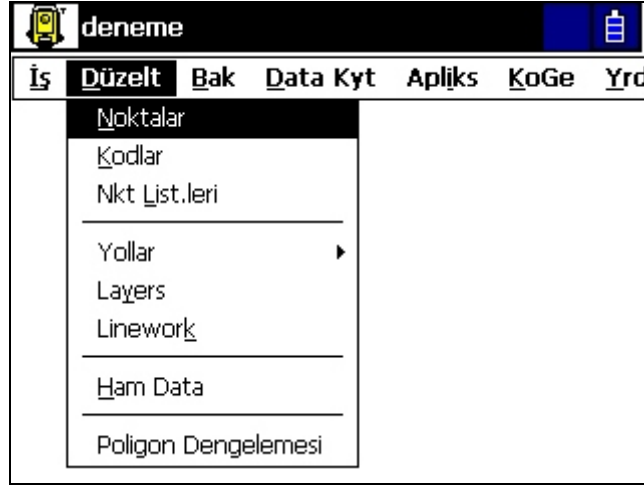 deneme
İş Düzelt Bak Data Kyt Apliks KoGe Yrd
Noktalar
Kodlar
Nkt List.leri
Yollar
Layers
Linework
Ham Data
Poligon Dengelemesi